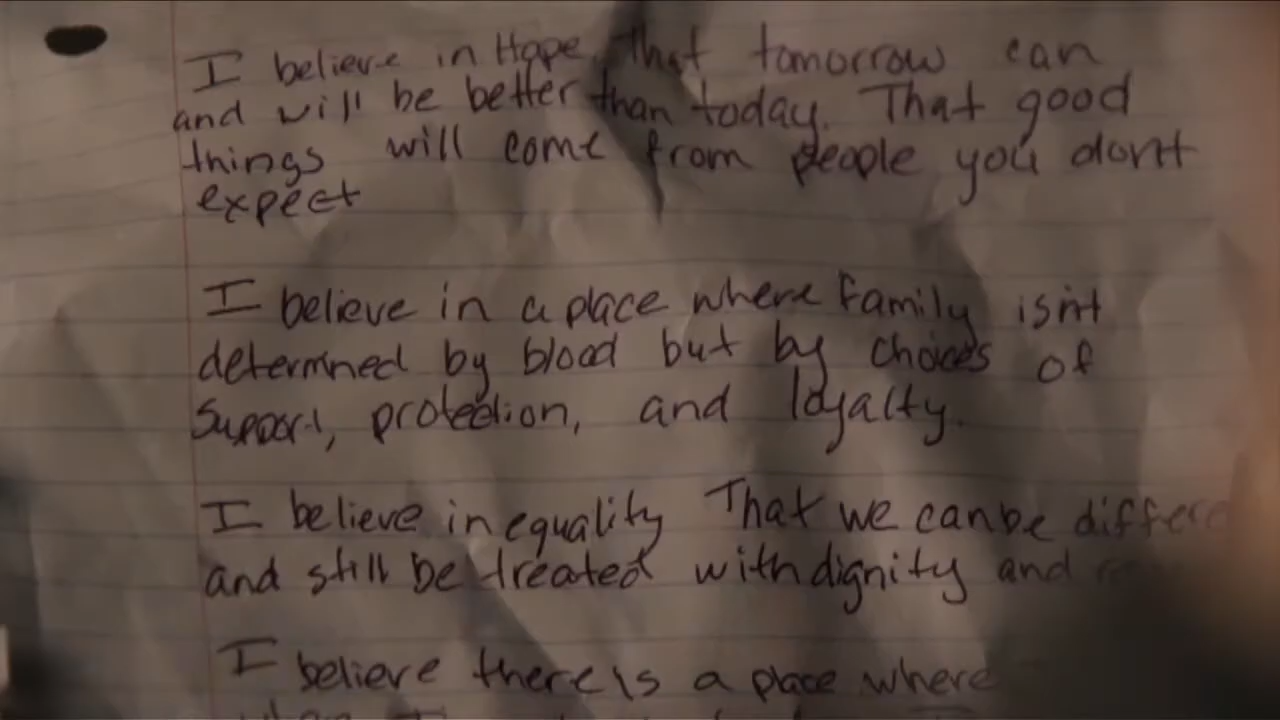 I believe in Hope. That tomorrow can
and will be better than today. That good
things will come from people you don't
expect
I believe in a place where family isn't
determined by blood but by choices of
support, protection, and loyalty.
I believe in equality That we can be
and still be treated with dignity and
I believe there is a place where